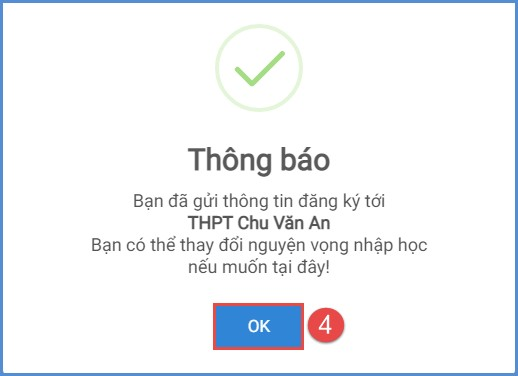 Thông báo
Bạn đã gửi thông tin đăng ký tới
THPT Chu Văn An
Bạn có thể thay đổi nguyện vọng nhập học
nếu muốn tại đây!
OK 4